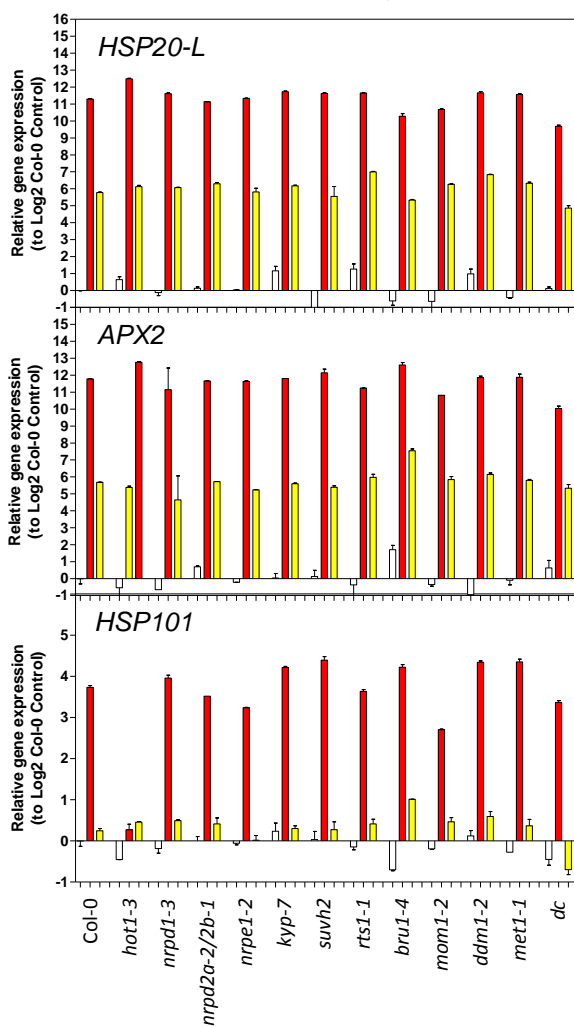 HSP20-L
Relative gene expression
(to Log2 Col-0 Control)
16
15
14
13
12
11
10
9
8
7
6
5
4
3
2
1
0
-1
APX2
Relative gene expression
(to Log2 Col-0 Control)
15
14
13
12
11
10
9
8
7
6
5
4
3
2
1
0
-1
HSP101
Relative gene expression
(to Log2 Col-0 Control)
5
4
3
2
1
0
-1
Col-0
hot1-3
nrpd1-3
nrpd2a-2/2b-1
nrpe1-2
kyp-7
suvh2
rts1-1
bru1-4
mom1-2
ddm1-2
met1-1
dc